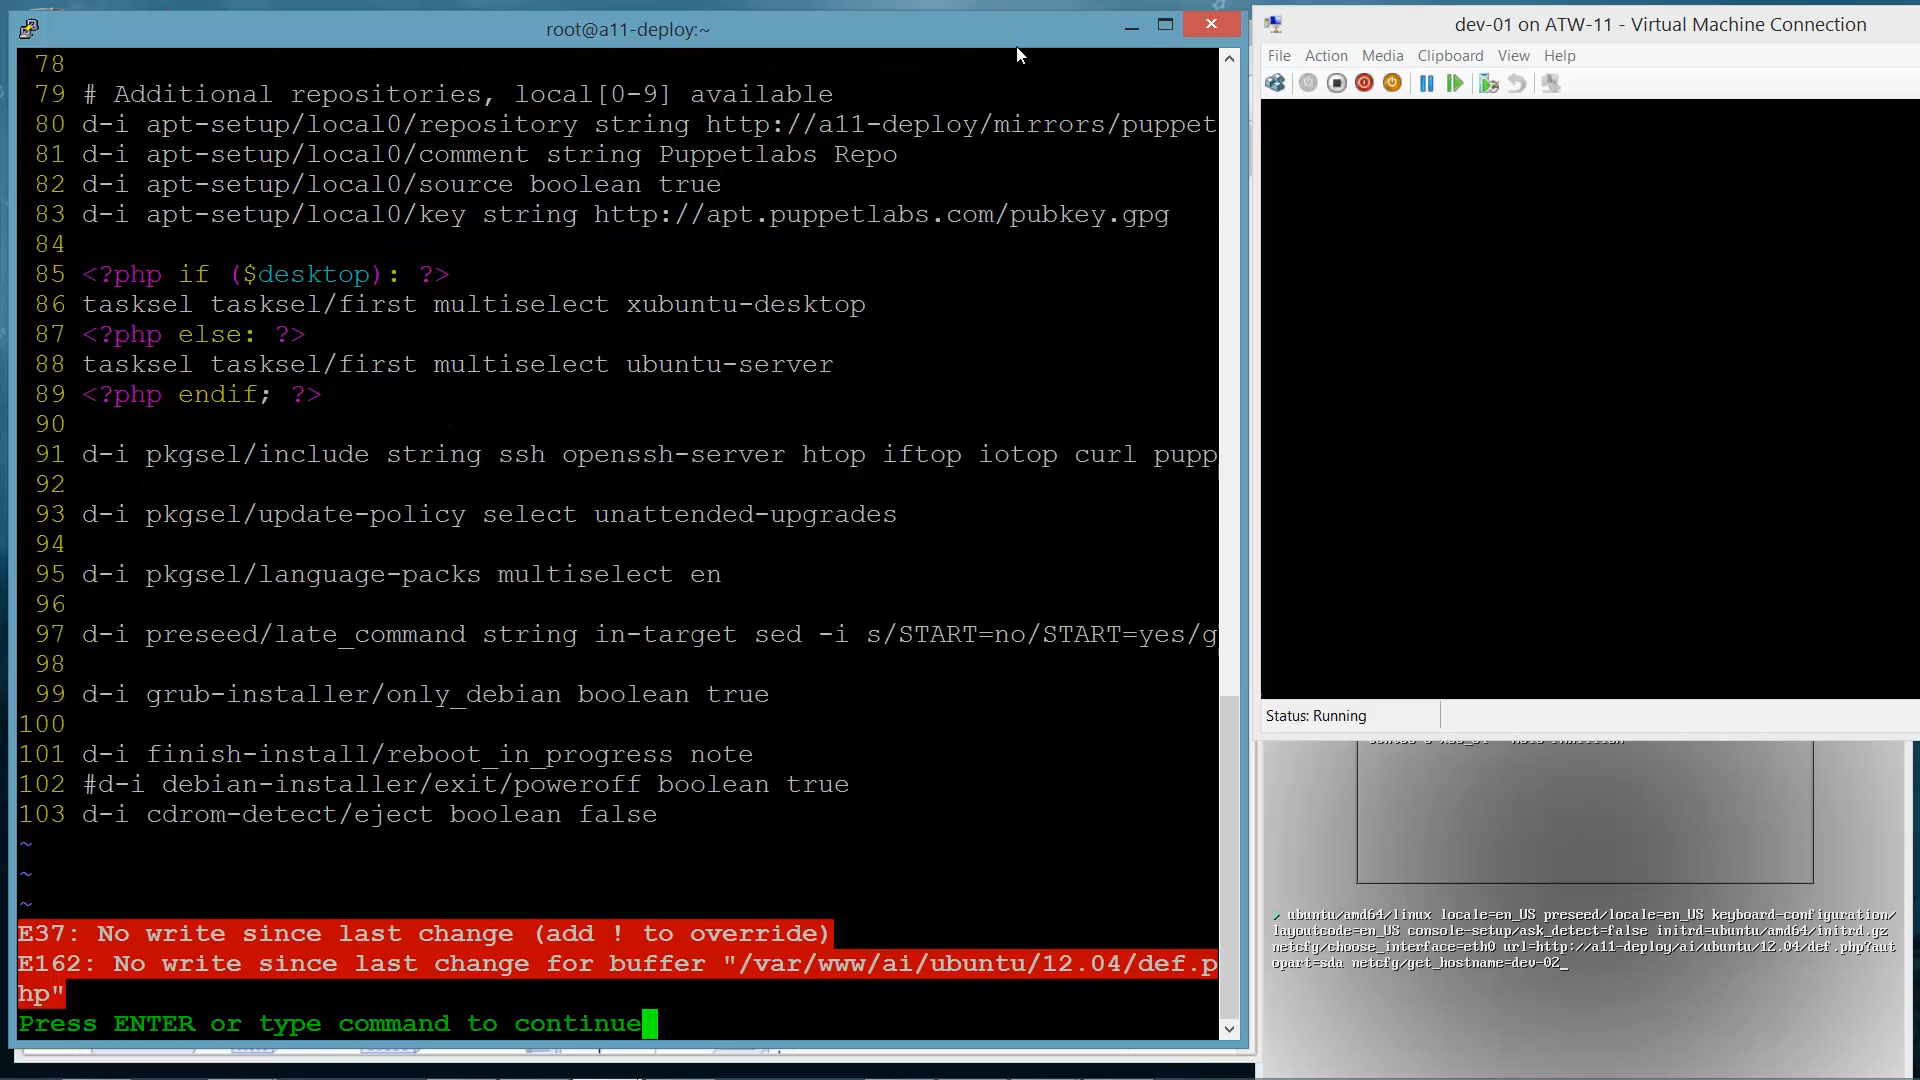 root@a11-deploy:~
78
79 # Additional repositories, local[0-9] available
80 d-i apt-setup/local0/repository string http://a11-deploy/mirrors/puppet
81 d-i apt-setup/local0/comment string Puppetlabs Repo
82 d-i apt-setup/local0/source boolean true
83 d-i apt-setup/local0/key string http://apt.puppetlabs.com/pubkey.gpg
84
85 <?php if ($desktop): ?>
86 tasksel tasksel/first multiselect xubuntu-desktop
87 <?php else: ?>
88 tasksel tasksel/first multiselect ubuntu-server
89 <?php endif; ?>
90
91 d-i pkgsel/include string ssh openssh-server htop iftop iotop curl pupp
92
93 d-i pkgsel/update-policy select unattended-upgrades
94
95 d-i pkgsel/language-packs multiselect en
96
97 d-i preseed/late_command string in-target sed -i s/START=no/START=yes/g
98
99 d-i grub-installer/only_debian boolean true
100
101 d-i finish-install/reboot_in_progress note
102 #d-i debian-installer/exit/poweroff boolean true
103 d-i cdrom-detect/eject boolean false
~
~
~
E37: No write since last change (add ! to override)
E162: No write since last change for buffer "/var/www/ai/ubuntu/12.04/def.p
hp"
Press ENTER or type command to continue
dev-01 on ATW-11 - Virtual Machine Connection
File Action Media Clipboard View Help
Status: Running
> ubuntu/amd64/linux locale=en_US preseed/locale=en_US keyboard-configuration/
layoutcode=en_US console-setup/ask_detect=false initrd=ubuntu/amd64/initrd.gz
netcfg/choose_interface=eth0 url=http://a11-deploy/ai/ubuntu/12.04/def.php?aut
opart=sda netcfg/get_hostname=dev-02_